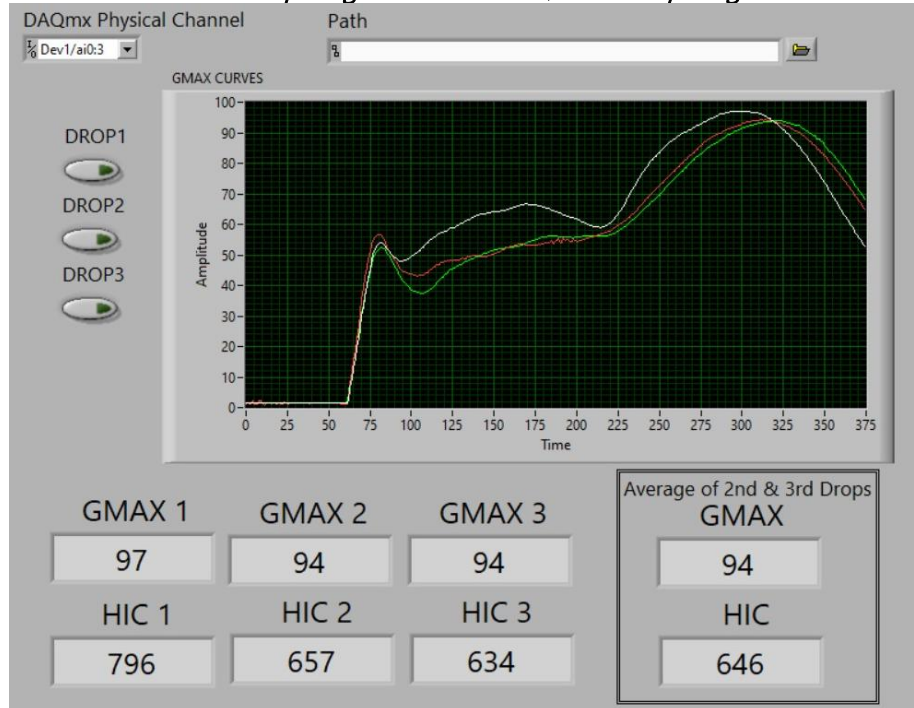 DAQmx Physical Channel
Path
Dev1/ai0:3
GMAX CURVES
DROP1
DROP2
DROP3
Amplitude
100
90
80
70
60
50
40
30
20
10
0
0 25 50 75 100 125 150 175 200 225 250 275 300 325 350 375
Time
GMAX 1
97
GMAX 2
94
GMAX 3
94
HIC 1
796
HIC 2
657
HIC 3
634
Average of 2nd & 3rd Drops
GMAX
94
HIC
646